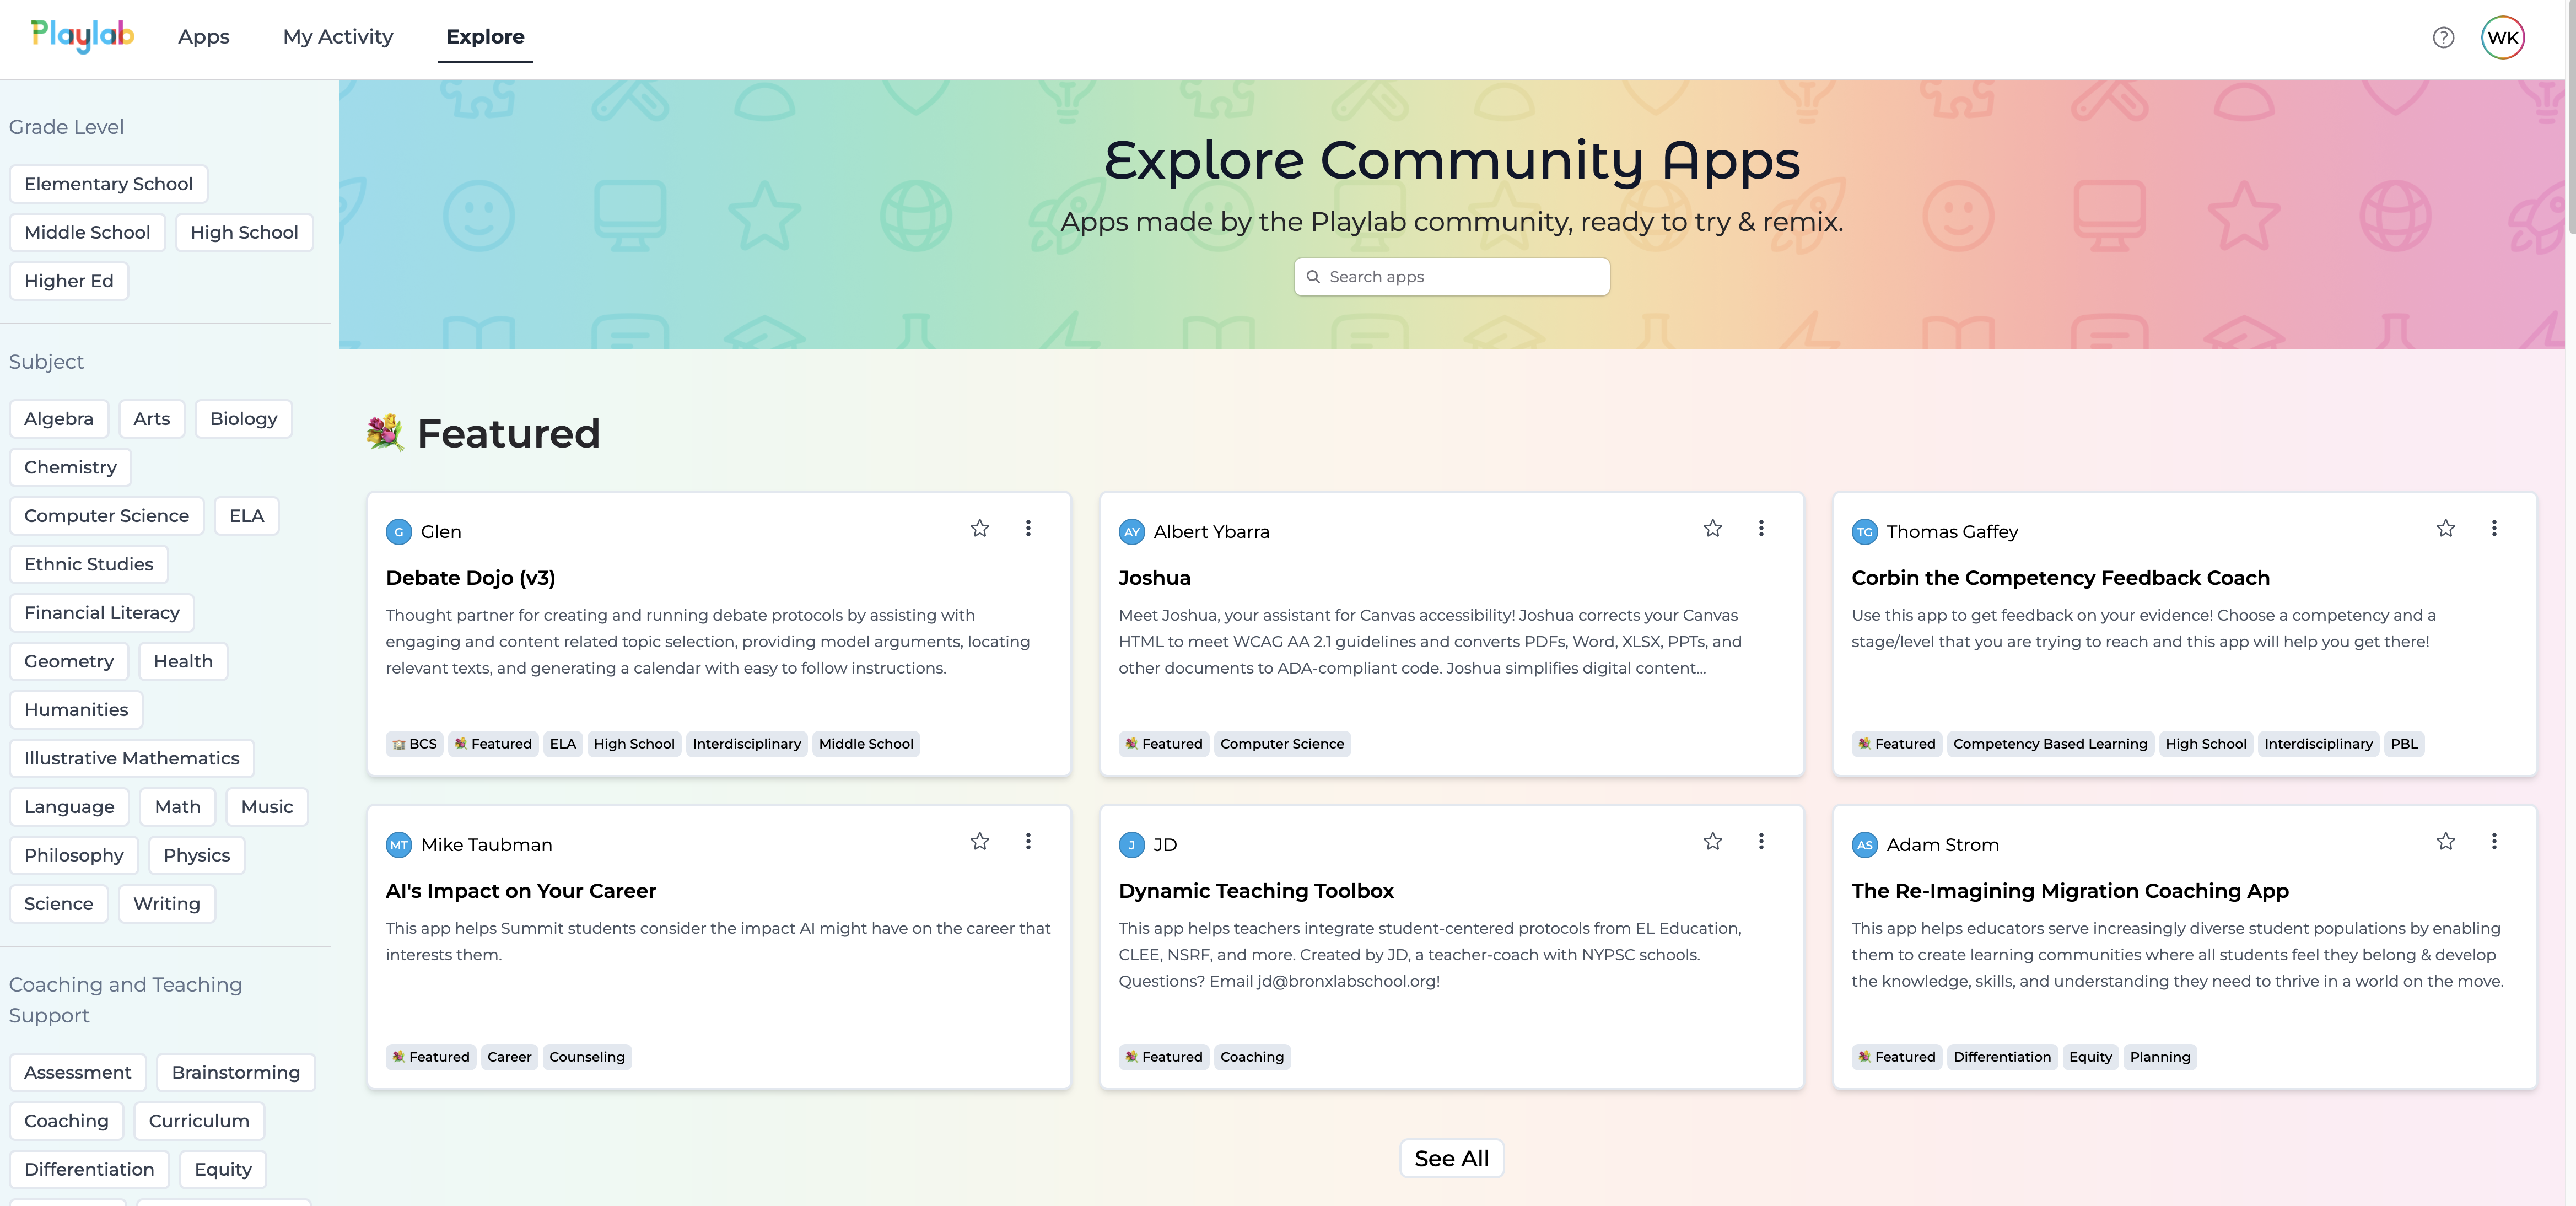 Playlab
Apps
My Activity
Explore
WK
Grade Level
Elementary School
Middle School
High School
Higher Ed
Subject
Algebra
Arts
Biology
Chemistry
Computer Science
ELA
Ethnic Studies
Financial Literacy
Geometry
Health
Humanities
Illustrative Mathematics
Language
Math
Music
Philosophy
Physics
Science
Writing
Coaching and Teaching
Support
Assessment
Brainstorming
Coaching
Curriculum
Differentiation
Equity
Explore Community Apps
Apps made by the Playlab community, ready to try & remix.
Search apps
Featured
G
Glen
Debate Dojo (v3)
Thought partner for creating and running debate protocols by assisting with
engaging and content related topic selection, providing model arguments, locating
relevant texts, and generating a calendar with easy to follow instructions.
BCS
Featured
ELA
High School
Interdisciplinary
Middle School
AY
Albert Ybarra
Joshua
Meet Joshua, your assistant for Canvas accessibility! Joshua corrects your Canvas
HTML to meet WCAG AA 2.1 guidelines and converts PDFs, Word, XLSX, PPTs, and
other documents to ADA-compliant code. Joshua simplifies digital content...
Featured
Computer Science
TG
Thomas Gaffey
Corbin the Competency Feedback Coach
Use this app to get feedback on your evidence! Choose a competency and a
stage/level that you are trying to reach and this app will help you get there!
Featured
Competency Based Learning
High School
Interdisciplinary
PBL
MT
Mike Taubman
AI's Impact on Your Career
This app helps Summit students consider the impact AI might have on the career that
interests them.
Featured
Career
Counseling
J
JD
Dynamic Teaching Toolbox
This app helps teachers integrate student-centered protocols from EL Education,
CLEE, NSRF, and more. Created by JD, a teacher-coach with NYPSC schools.
Questions? Email jd@bronxlabschool.org!
Featured
Coaching
AS
Adam Strom
The Re-Imagining Migration Coaching App
This app helps educators serve increasingly diverse student populations by enabling
them to create learning communities where all students feel they belong & develop
the knowledge, skills, and understanding they need to thrive in a world on the move.
Featured
Differentiation
Equity
Planning
See All